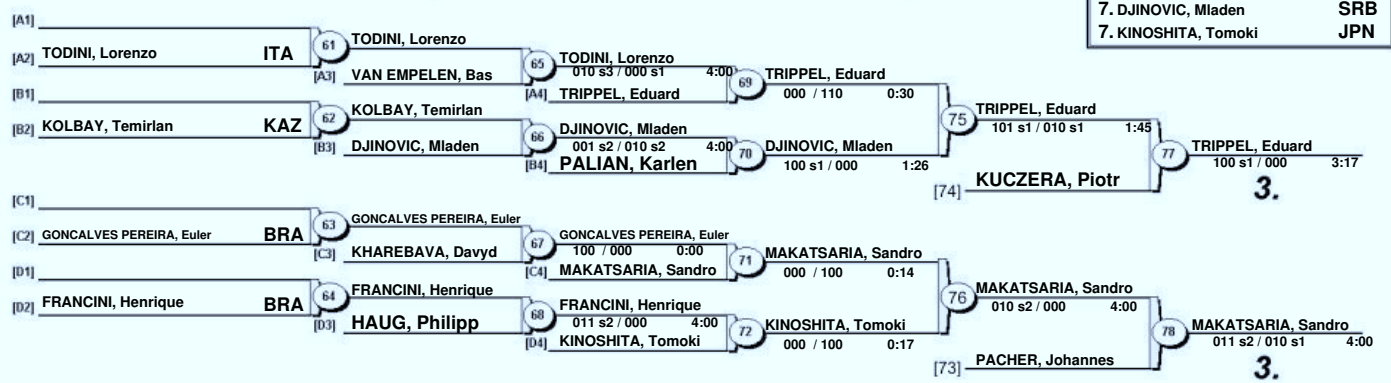 7. DJINOVIC, Mladen SRB
7. KINOSHITA, Tomoki JPN
[A1]
[A2] TODINI, Lorenzo ITA
61 TODINI, Lorenzo
[A3] VAN EMPELEN, Bas
65 TODINI, Lorenzo
010 s3 / 000 s1 4:00
[A4] TRIPPEL, Eduard
69 TRIPPEL, Eduard
000 / 110 0:30
[B1]
[B2] KOLBAY, Temirlan KAZ
62 KOLBAY, Temirlan
[B3] DJINOVIC, Mladen
66 DJINOVIC, Mladen
001 s2 / 010 s2 4:00
[B4] PALIAN, Karlen
70 DJINOVIC, Mladen
100 s1 / 000 1:26
75 TRIPPEL, Eduard
101 s1 / 010 s1 1:45
[74] KUCZERA, Piotr
77 TRIPPEL, Eduard
100 s1 / 000 3:17
3.
[C1]
[C2] GONCALVES PEREIRA, Euler BRA
63 GONCALVES PEREIRA, Euler
[C3] KHAREBAVA, Davyd
67 GONCALVES PEREIRA, Euler
100 / 000 0:00
[C4] MAKATSARIA, Sandro
71 MAKATSARIA, Sandro
000 / 100 0:14
[D1]
[D2] FRANCINI, Henrique BRA
64 FRANCINI, Henrique
[D3] HAUG, Philipp
68 FRANCINI, Henrique
011 s2 / 000 4:00
[D4] KINOSHITA, Tomoki
72 KINOSHITA, Tomoki
000 / 100 0:17
76 MAKATSARIA, Sandro
010 s2 / 000 4:00
[73] PACHER, Johannes
78 MAKATSARIA, Sandro
011 s2 / 010 s1 4:00
3.